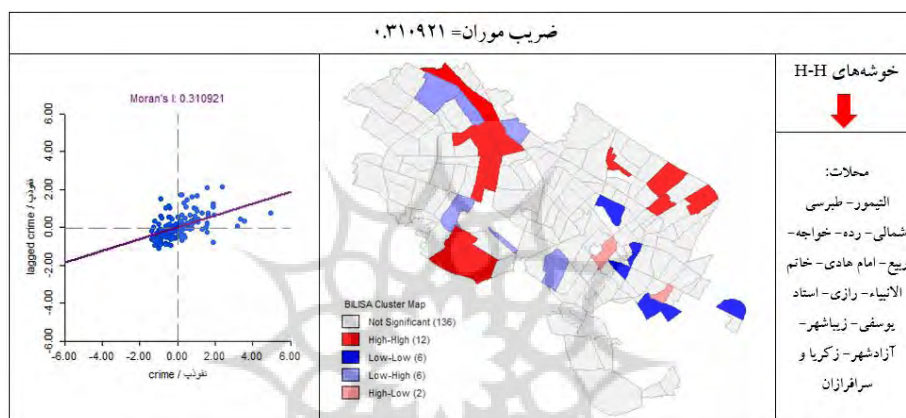 ضریب موران= ۰.۳۱۰۹۲۱
خوشه‌های H-H
محلات:
التیمور- طبرسی
شمالی- رده- خواجه-
ربیع- امام هادی- خاتم
الانبیاء- رازی- استاد
یوسفی- زیباشهر-
آزادشهر- زکریا و
سرافرازان
Moran's I: 0.310921
6.00
4.00
2.00
0.00
-2.00
-4.00
-6.00
lagged crime / نفوذپ
-6.00 -4.00 -2.00 0.00 2.00 4.00 6.00
crime / نفوذپ
BiLISA Cluster Map
Not Significant (136)
High-High (12)
Low-Low (6)
Low-High (6)
High-Low (2)